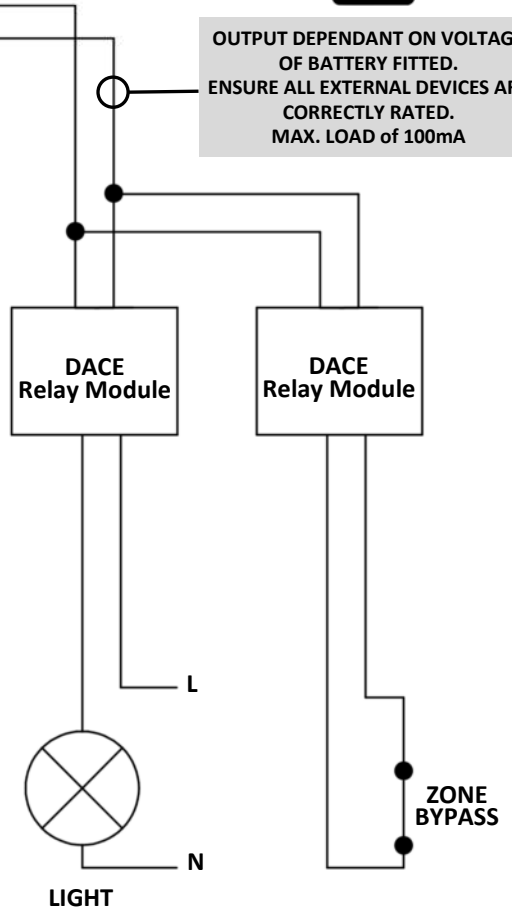 OUTPUT DEPENDANT ON VOLTAG
OF BATTERY FITTED.
ENSURE ALL EXTERNAL DEVICES AR
CORRECTLY RATED.
MAX. LOAD of 100mA
DACE
Relay Module
DACE
Relay Module
L
ZONE
BYPASS
N
LIGHT